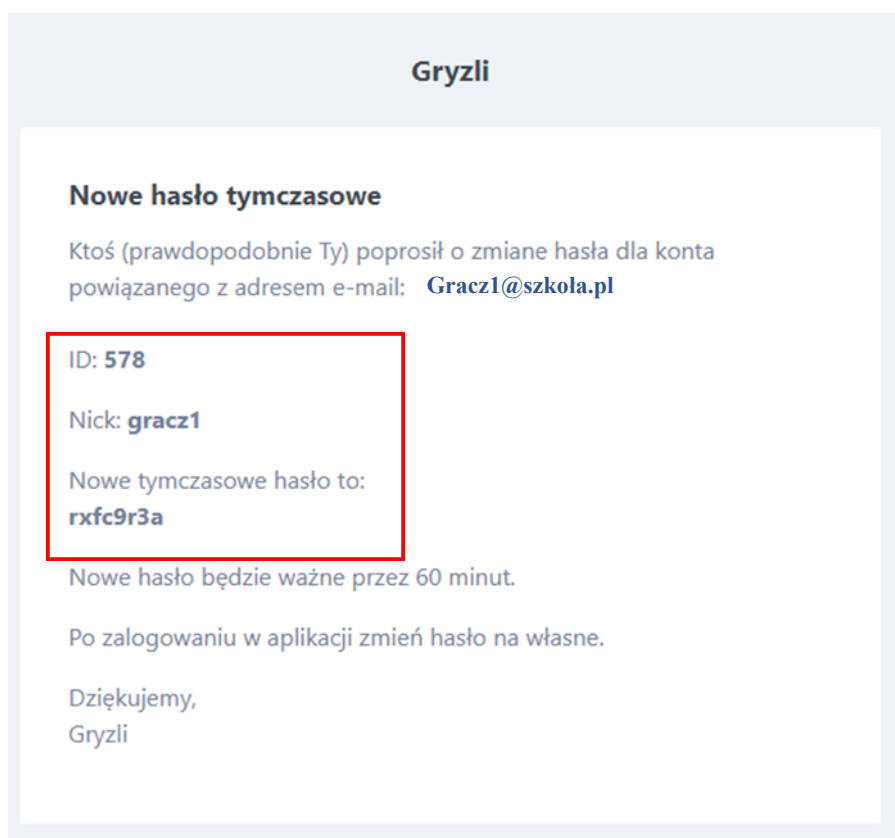 Gryzli
Nowe hasło tymczasowe
Ktoś (prawdopodobnie Ty) poprosił o zmiane hasła dla konta
powiązanego z adresem e-mail: Gracz1@szkoła.pl
ID: 578
Nick: gracz1
Nowe tymczasowe hasło to:
rxfc9r3a
Nowe hasło będzie ważne przez 60 minut.
Po zalogowaniu w aplikacji zmień hasło na własne.
Dziękujemy,
Gryzli